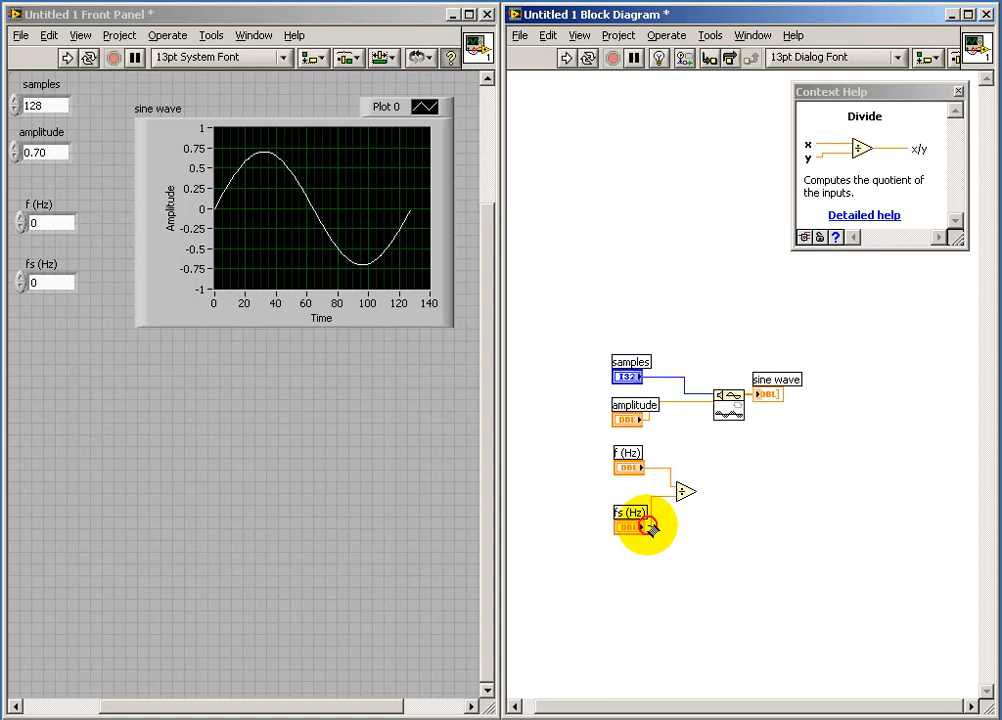 Untitled 1 Front Panel *
File Edit View Project Operate Tools Window Help
13pt System Font
1
samples
128
amplitude
0.70
f (Hz)
0
fs (Hz)
0
sine wave
Plot 0
Amplitude
1
0.75
0.5
0.25
0
-0.25
-0.5
-0.75
-1
0 20 40 60 80 100 120 140
Time
Untitled 1 Block Diagram *
File Edit View Project Operate Tools Window Help
13pt Dialog Font
1
Context Help
Divide
x
y
÷
x/y
Computes the quotient of
the inputs.
Detailed help
?
samples
I32
sine wave
DBL]
amplitude
DBL
f (Hz)
DBL
÷
fs (Hz)
DBL